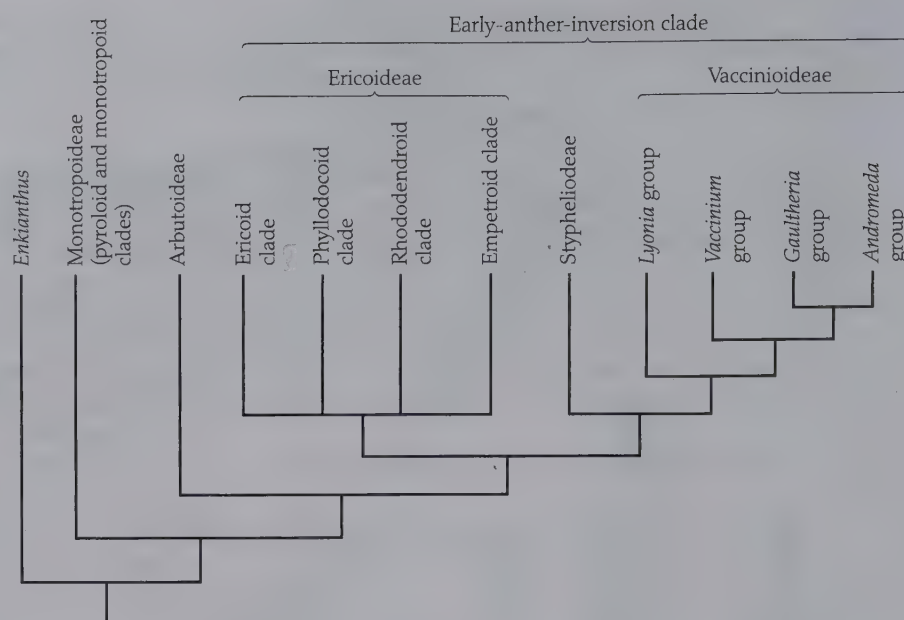 Early-anther-inversion clade
Ericoideae
Vaccinioideae
Enkianthus
Monotropoideae
(pyroloid and monotropoid
clades)
Arbutoideae
Ericoid
clade
Phyllodocoid
clade
Rhododendroid
clade
Empetroid clade
Stypheliodeae
Lyonia group
Vaccinium
group
Gaultheria
group
Andromeda
group